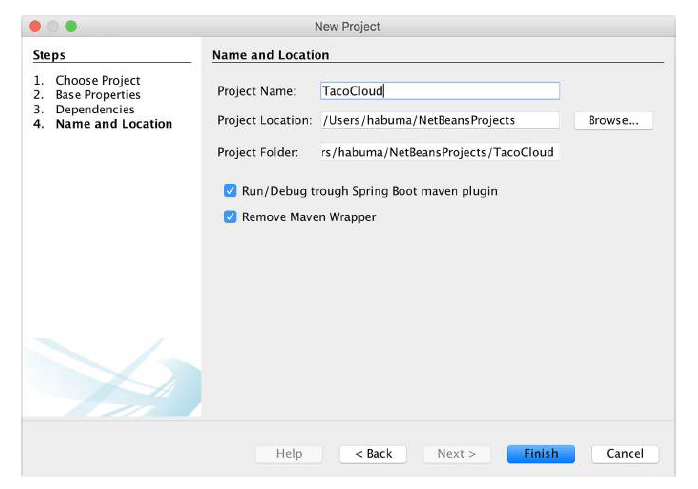 New Project
Steps
1. Choose Project
2. Base Properties
3. Dependencies
4. Name and Location
Name and Location
Project Name: TacoCloud
Project Location: /Users/habuma/NetBeansProjects Browse...
Project Folder: rs/habuma/NetBeansProjects/TacoCloud
Run/Debug trough Spring Boot maven plugin
Remove Maven Wrapper
Help < Back Next > Finish Cancel